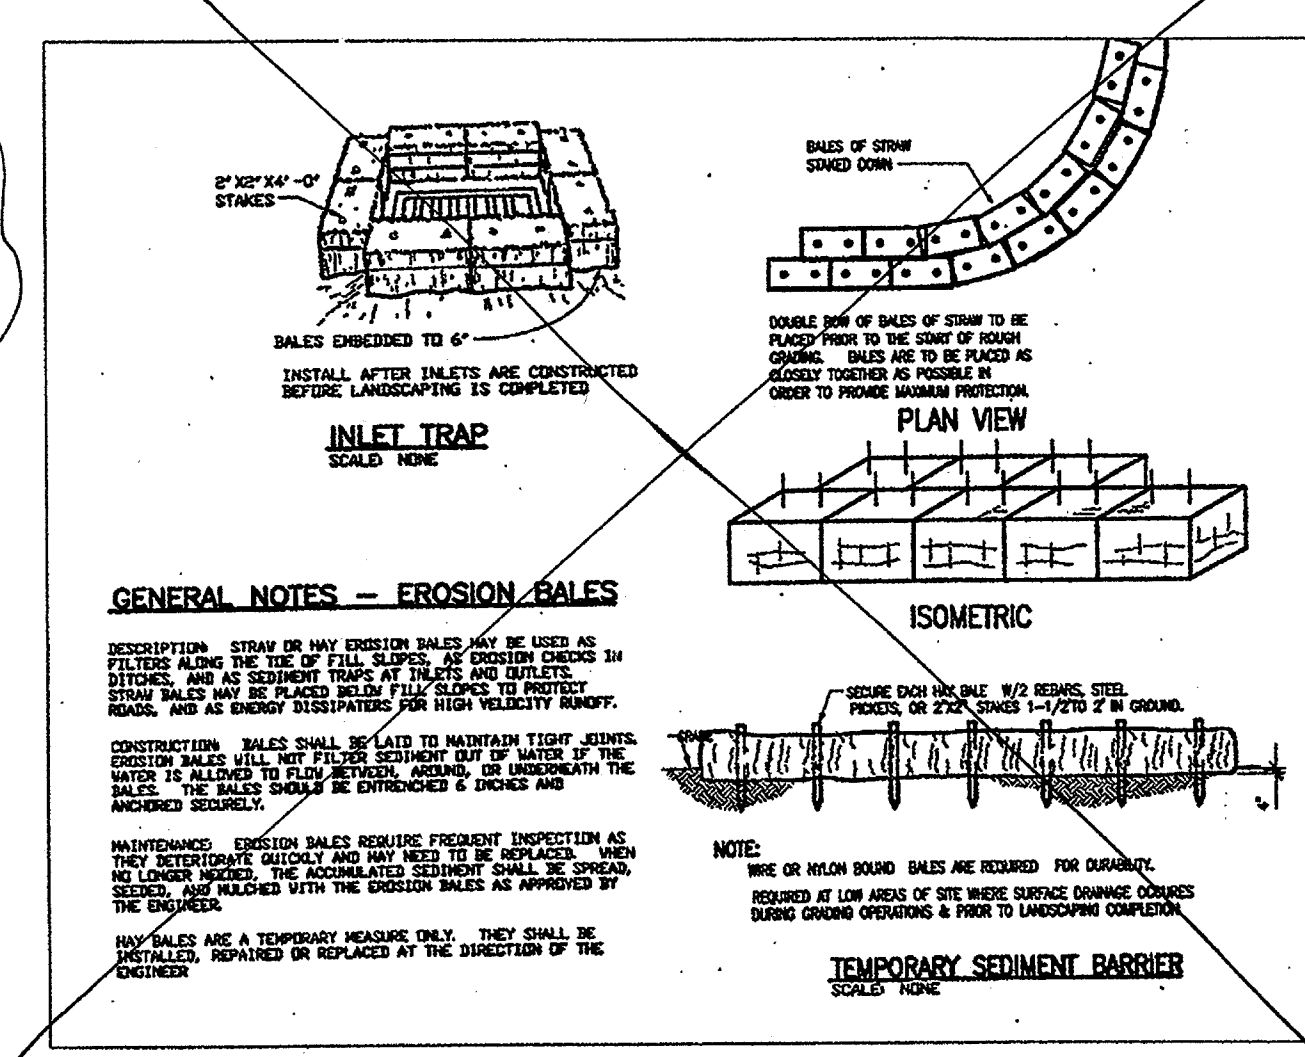 2"X2"X4'-0"
STAKES
BALES EMBEDDED TO 6"
INSTALL AFTER INLETS ARE CONSTRUCTED
BEFORE LANDSCAPING IS COMPLETED
INLET TRAP
SCALE: NONE
BALES OF STRAW
STAKED DOWN
DOUBLE ROW OF BALES OF STRAW TO BE
PLACED PRIOR TO THE START OF ROUGH
GRADING. BALES ARE TO BE PLACED AS
CLOSELY TOGETHER AS POSSIBLE IN
ORDER TO PROVIDE MAXIMUM PROTECTION.
PLAN VIEW
ISOMETRIC
GENERAL NOTES - EROSION BALES
DESCRIPTION: STRAW OR HAY EROSION BALES MAY BE USED AS
FILTERS ALONG THE TOE OF FILL SLOPES, AS EROSION CHECKS IN
DITCHES, AND AS SEDIMENT TRAPS AT INLETS AND OUTLETS.
STRAW BALES MAY BE PLACED BELOW FILL SLOPES TO PROTECT
ROADS, AND AS ENERGY DISSIPATERS FOR HIGH VELOCITY RUNOFF.
CONSTRUCTION: BALES SHALL BE LAID TO MAINTAIN TIGHT JOINTS.
EROSION BALES WILL NOT FILTER SEDIMENT OUT OF WATER IF THE
WATER IS ALLOWED TO FLOW BETWEEN, AROUND, OR UNDERNEATH THE
BALES. THE BALES SHOULD BE ENTRENCHED 6 INCHES AND
ANCHORED SECURELY.
MAINTENANCE: EROSION BALES REQUIRE FREQUENT INSPECTION AS
THEY DETERIORATE QUICKLY AND MAY NEED TO BE REPLACED. WHEN
NO LONGER NEEDED, THE ACCUMULATED SEDIMENT SHALL BE SPREAD,
SEEDED, AND MULCHED WITH THE EROSION BALES AS APPROVED BY
THE ENGINEER.
HAY BALES ARE A TEMPORARY MEASURE ONLY. THEY SHALL BE
INSTALLED, REPAIRED OR REPLACED AT THE DIRECTION OF THE
ENGINEER
SECURE EACH HAY BALE W/2 REBARS, STEEL
PICKETS, OR 2"X2" STAKES 1-1/2'TO 2' IN GROUND.
GRADE
NOTE:
WIRE OR NYLON BOUND BALES ARE REQUIRED FOR DURABILITY.
REQUIRED AT LOW AREAS OF SITE WHERE SURFACE DRAINAGE OCCURES
DURING GRADING OPERATIONS & PRIOR TO LANDSCAPING COMPLETION
TEMPORARY SEDIMENT BARRIER
SCALE: NONE